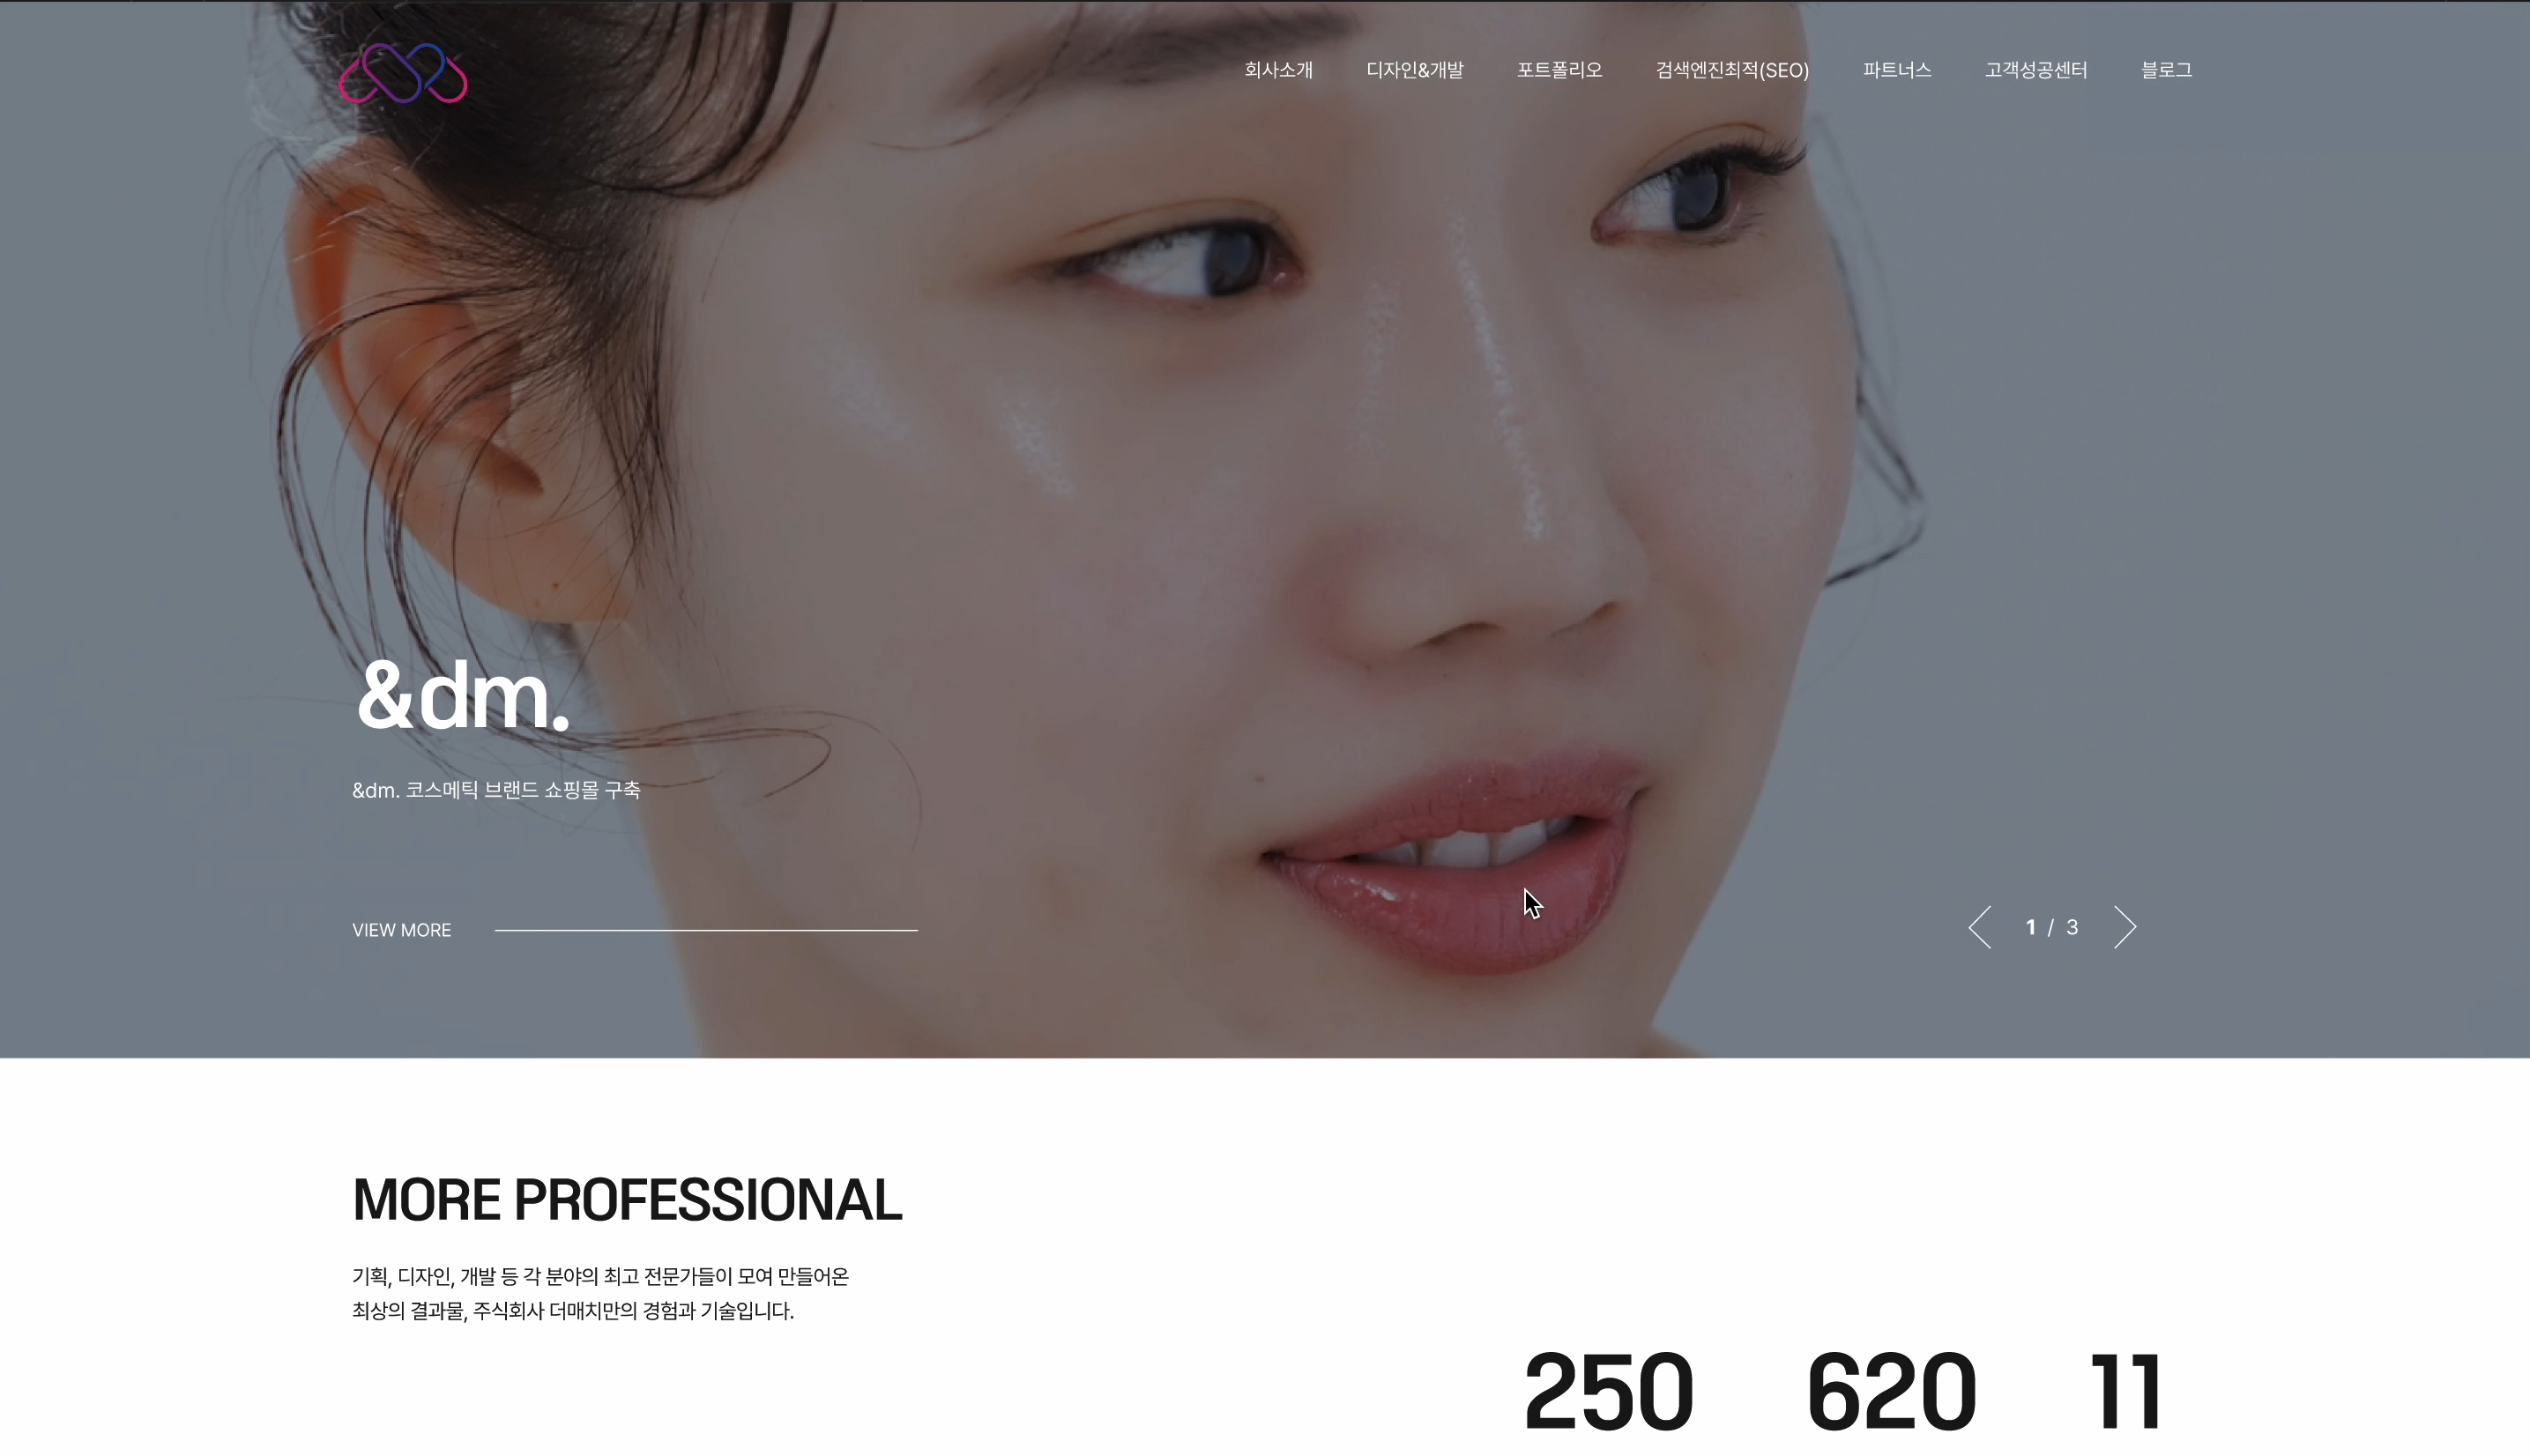 회사소개 디자인&개발 포트폴리오 검색엔진최적(SEO) 파트너스 고객성공센터 블로그
&dm.
&dm. 코스메틱 브랜드 쇼핑몰 구축
VIEW MORE
1 / 3
MORE PROFESSIONAL
기획, 디자인, 개발 등 각 분야의 최고 전문가들이 모여 만들어온
최상의 결과물, 주식회사 더매치만의 경험과 기술입니다.
250 620 11